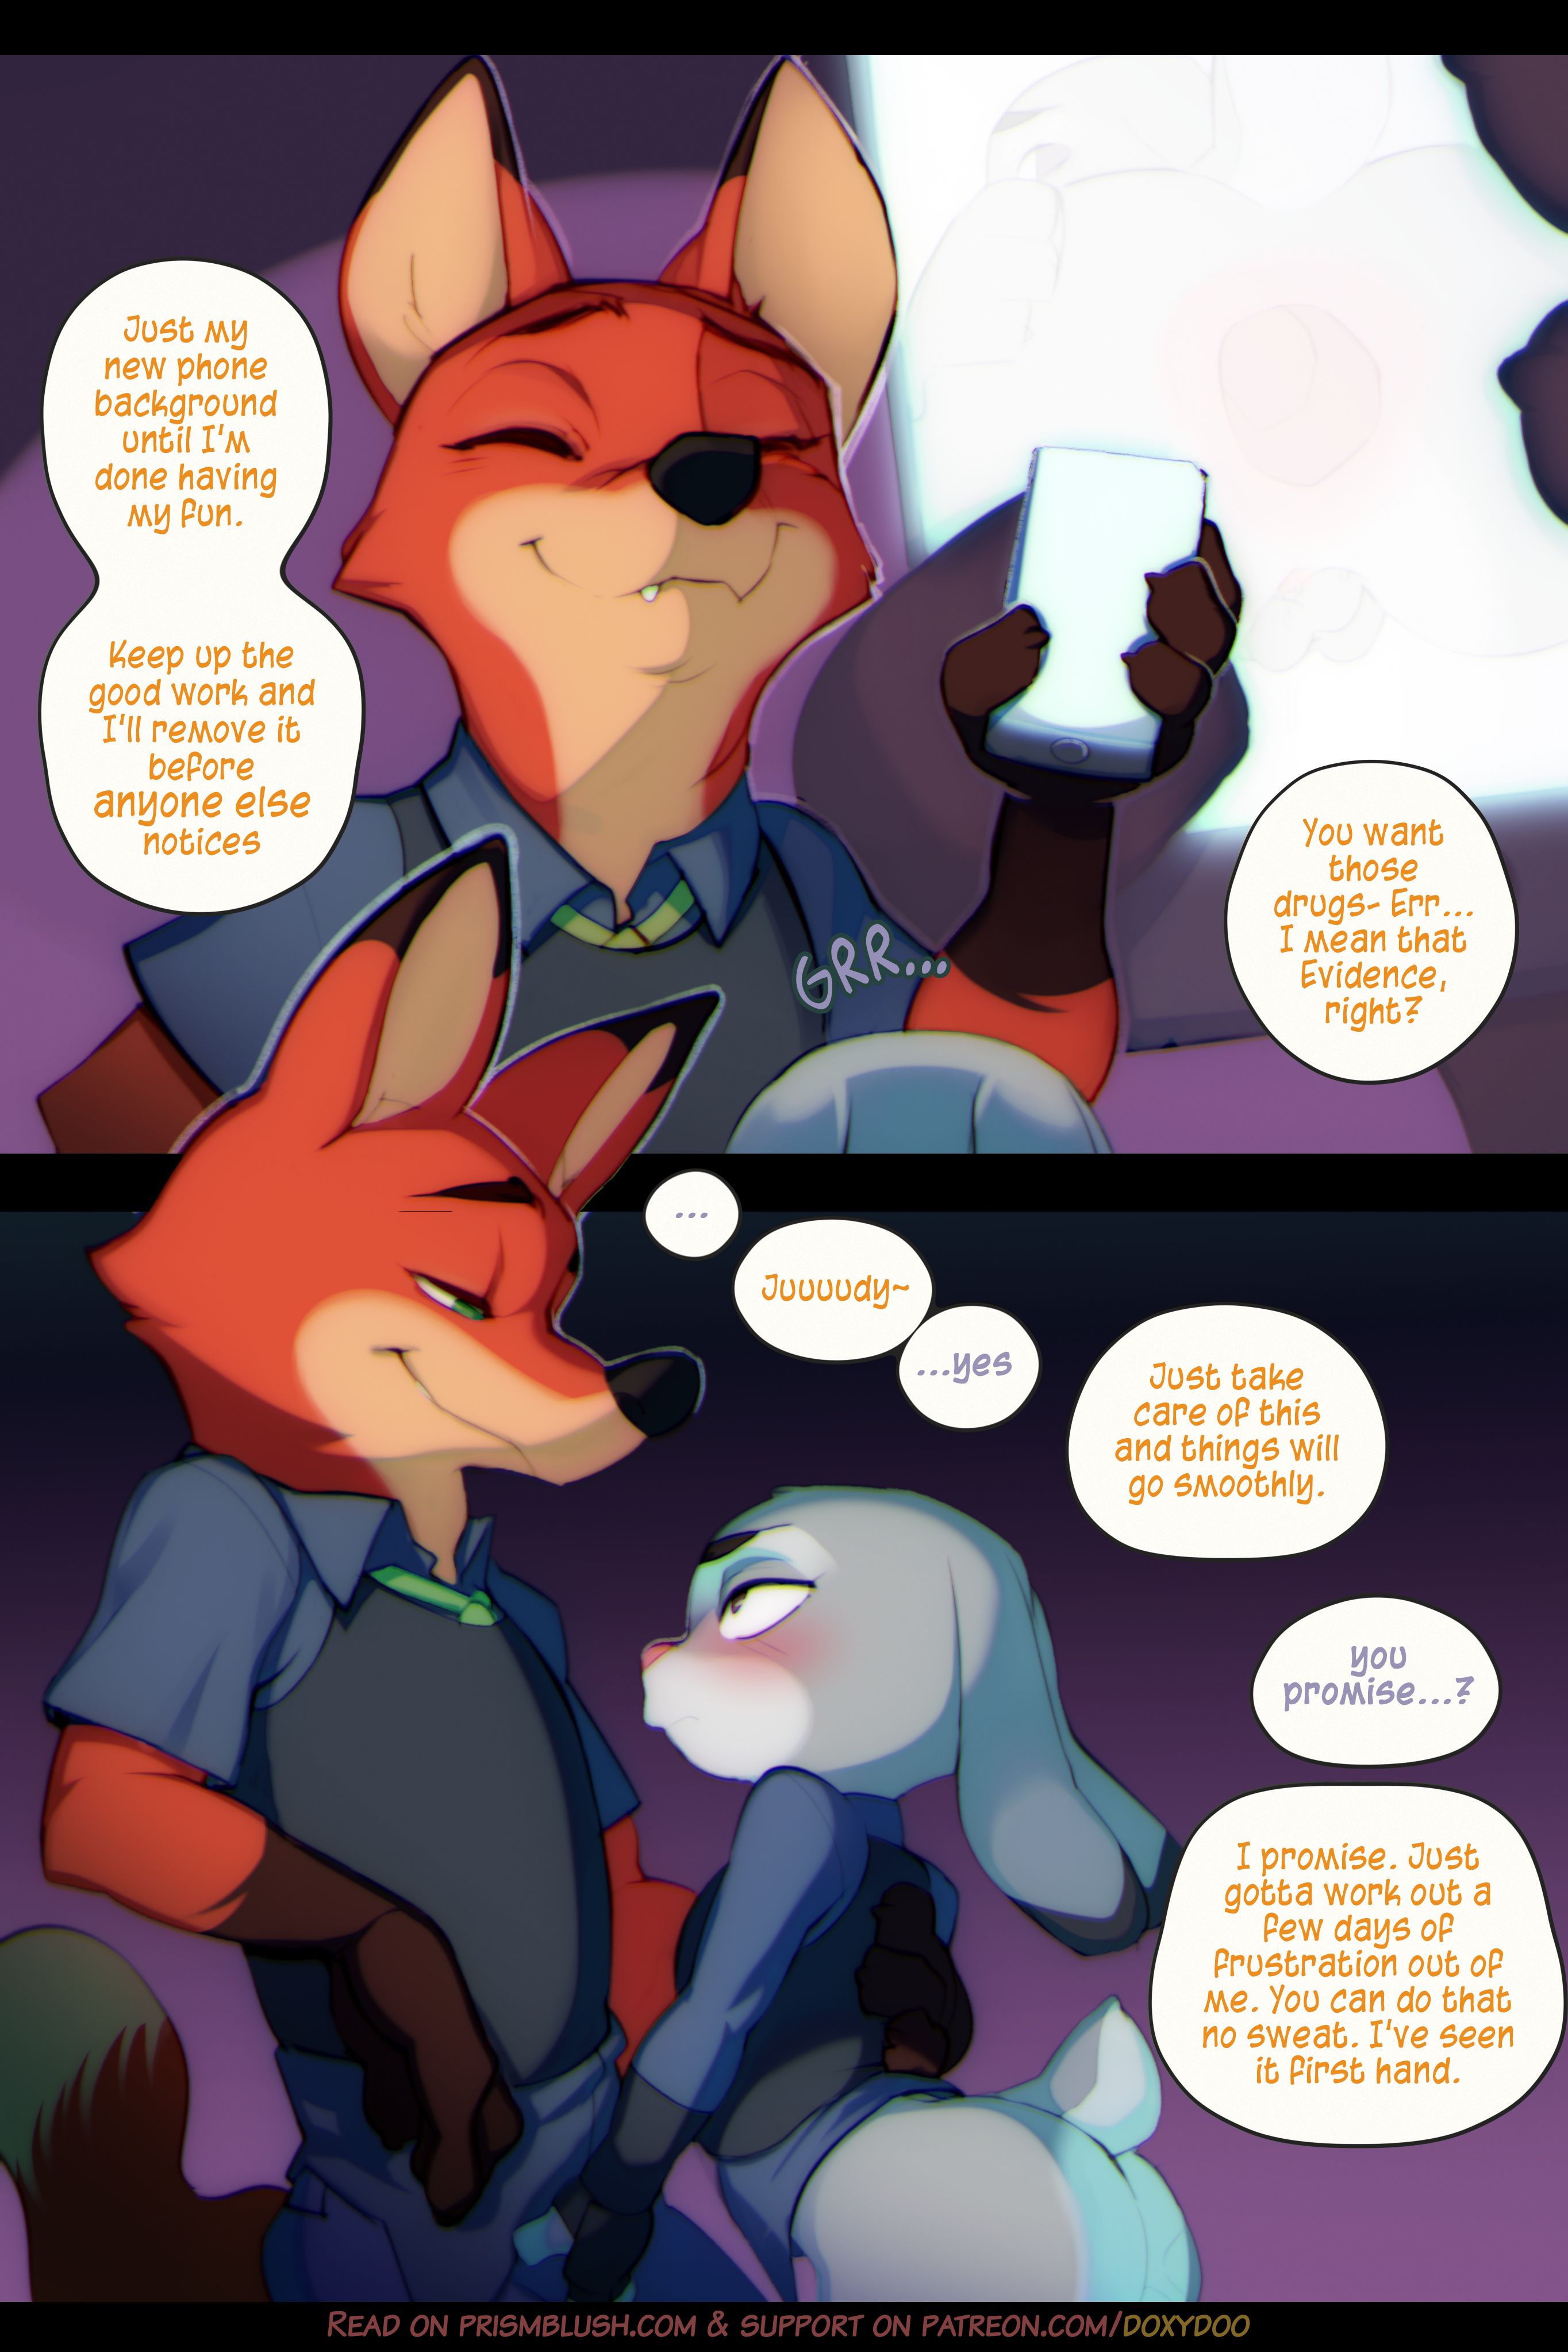 Just my
new phone
background
until I'm
done having
my fun.
Keep up the
good work and
I'll remove it
before
anyone else
notices
You want
those
drugs- Err...
I mean that
Evidence,
right?
GRR...
...
Juuuudy~
...yes
Just take
care of this
and things will
go smoothly.
you
promise...?
I promise. Just
gotta work out a
few days of
frustration out of
me. You can do that
no sweat. I've seen
it first hand.
READ ON PRISMBLUSH.COM & SUPPORT ON PATREON.COM/DOXYDOO